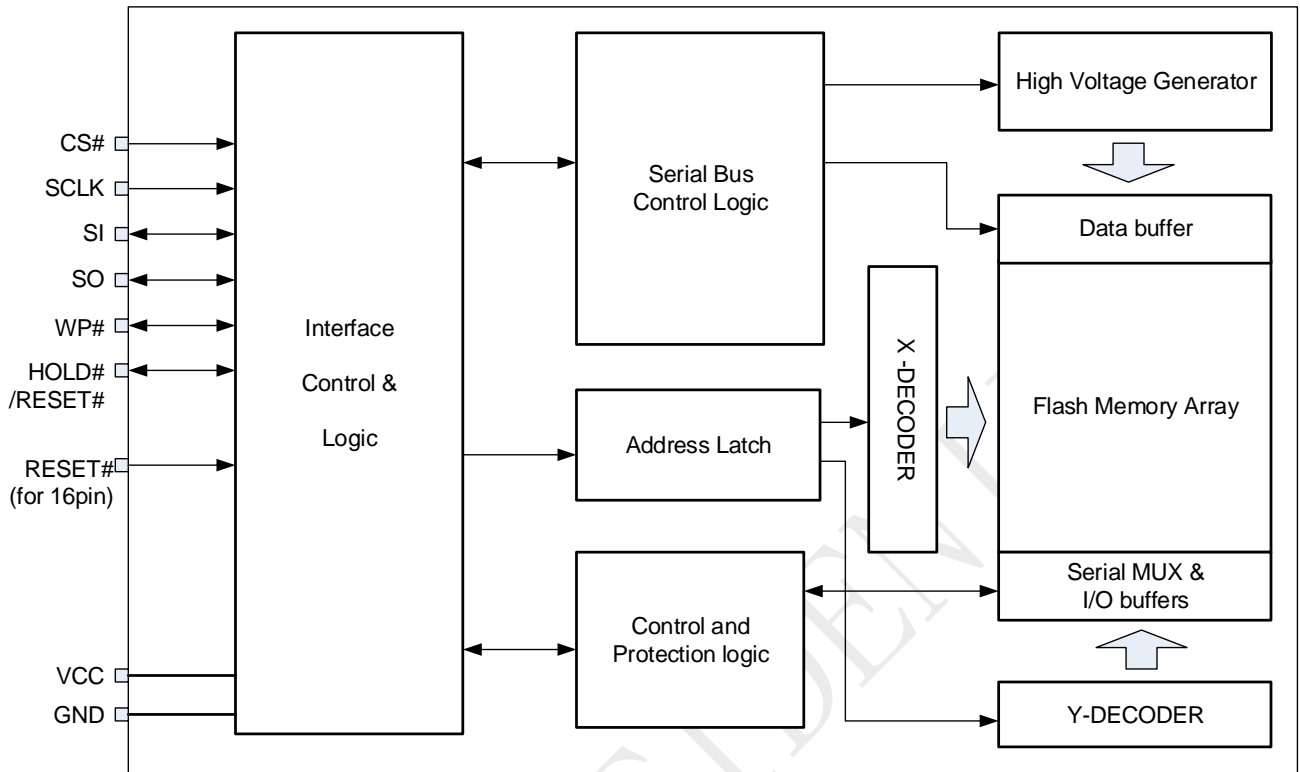 CS#
SCLK
SI
SO
WP#
HOLD#
/RESET#
RESET#
(for 16pin)
VCC
GND
Interface
Control &
Logic
Serial Bus
Control Logic
Address Latch
Control and
Protection logic
X -DECODER
High Voltage Generator
Data buffer
Flash Memory Array
Serial MUX &
I/O buffers
Y-DECODER